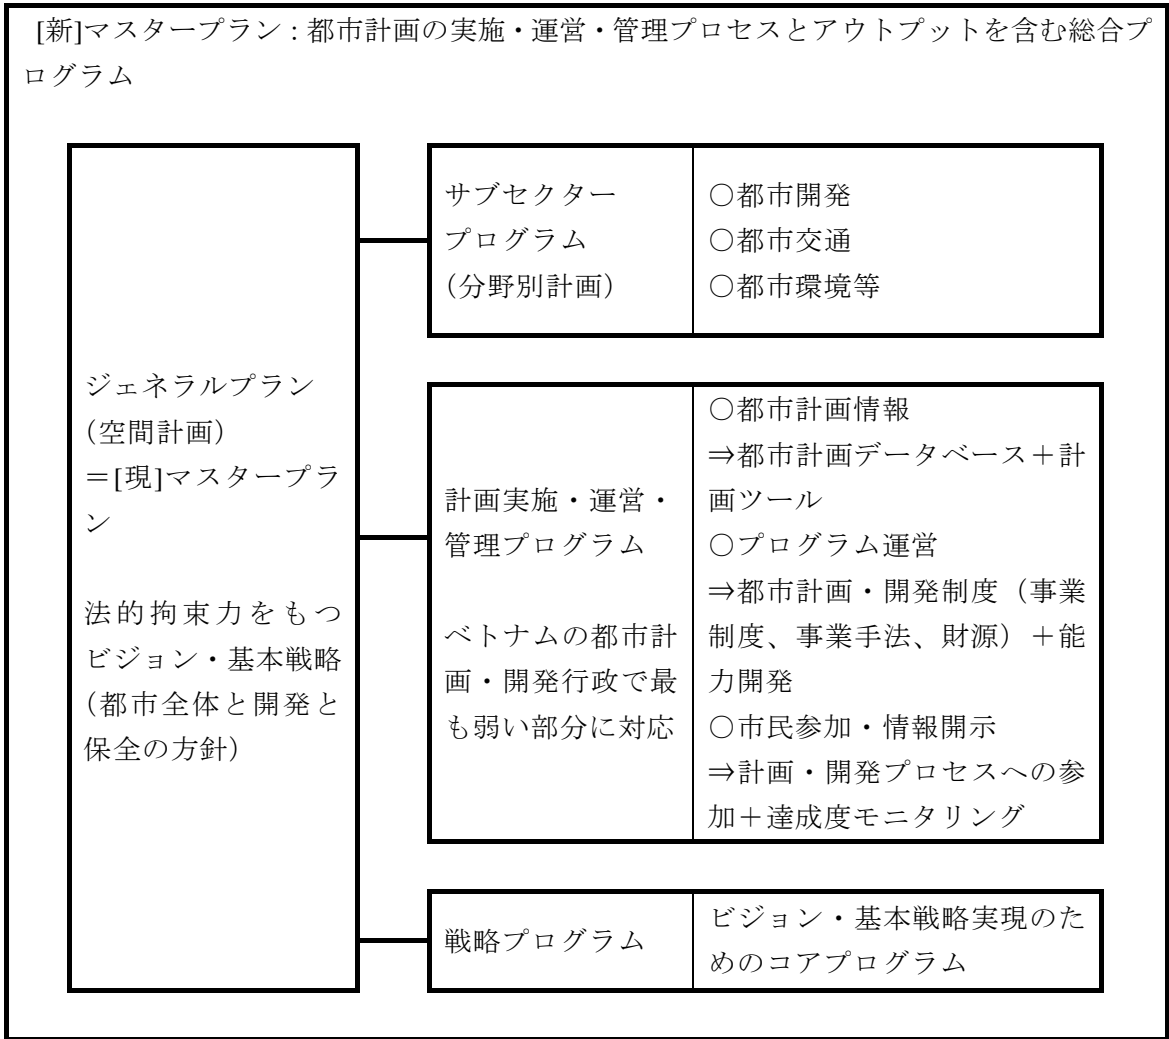 [新]マスタープラン：都市計画の実施・運営・管理プロセスとアウトプットを含む総合プ
ログラム
ジェネラルプラン
（空間計画）
＝[現]マスタープラ
ン
法的拘束力をもつ
ビジョン・基本戦略
（都市全体と開発と
保全の方針）
サブセクター
プログラム
（分野別計画）
○都市開発
○都市交通
○都市環境等
計画実施・運営・
管理プログラム
ベトナムの都市計
画・開発行政で最
も弱い部分に対応
○都市計画情報
⇒都市計画データベース＋計
画ツール
○プログラム運営
⇒都市計画・開発制度（事業
制度、事業手法、財源）＋能
力開発
○市民参加・情報開示
⇒計画・開発プロセスへの参
加＋達成度モニタリング
戦略プログラム
ビジョン・基本戦略実現のた
めのコアプログラム